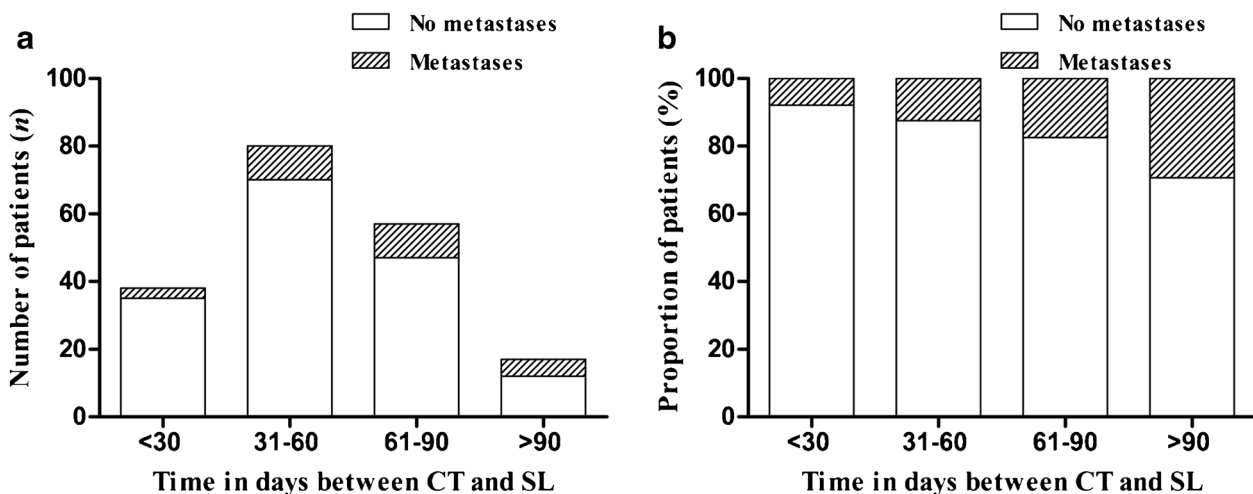 a
No metastases
Metastases
Number of patients (n)
100
80
60
40
20
0
<30 31-60 61-90 >90
Time in days between CT and SL
b
No metastases
Metastases
Proportion of patients (%)
100
80
60
40
20
0
<30 31-60 61-90 >90
Time in days between CT and SL